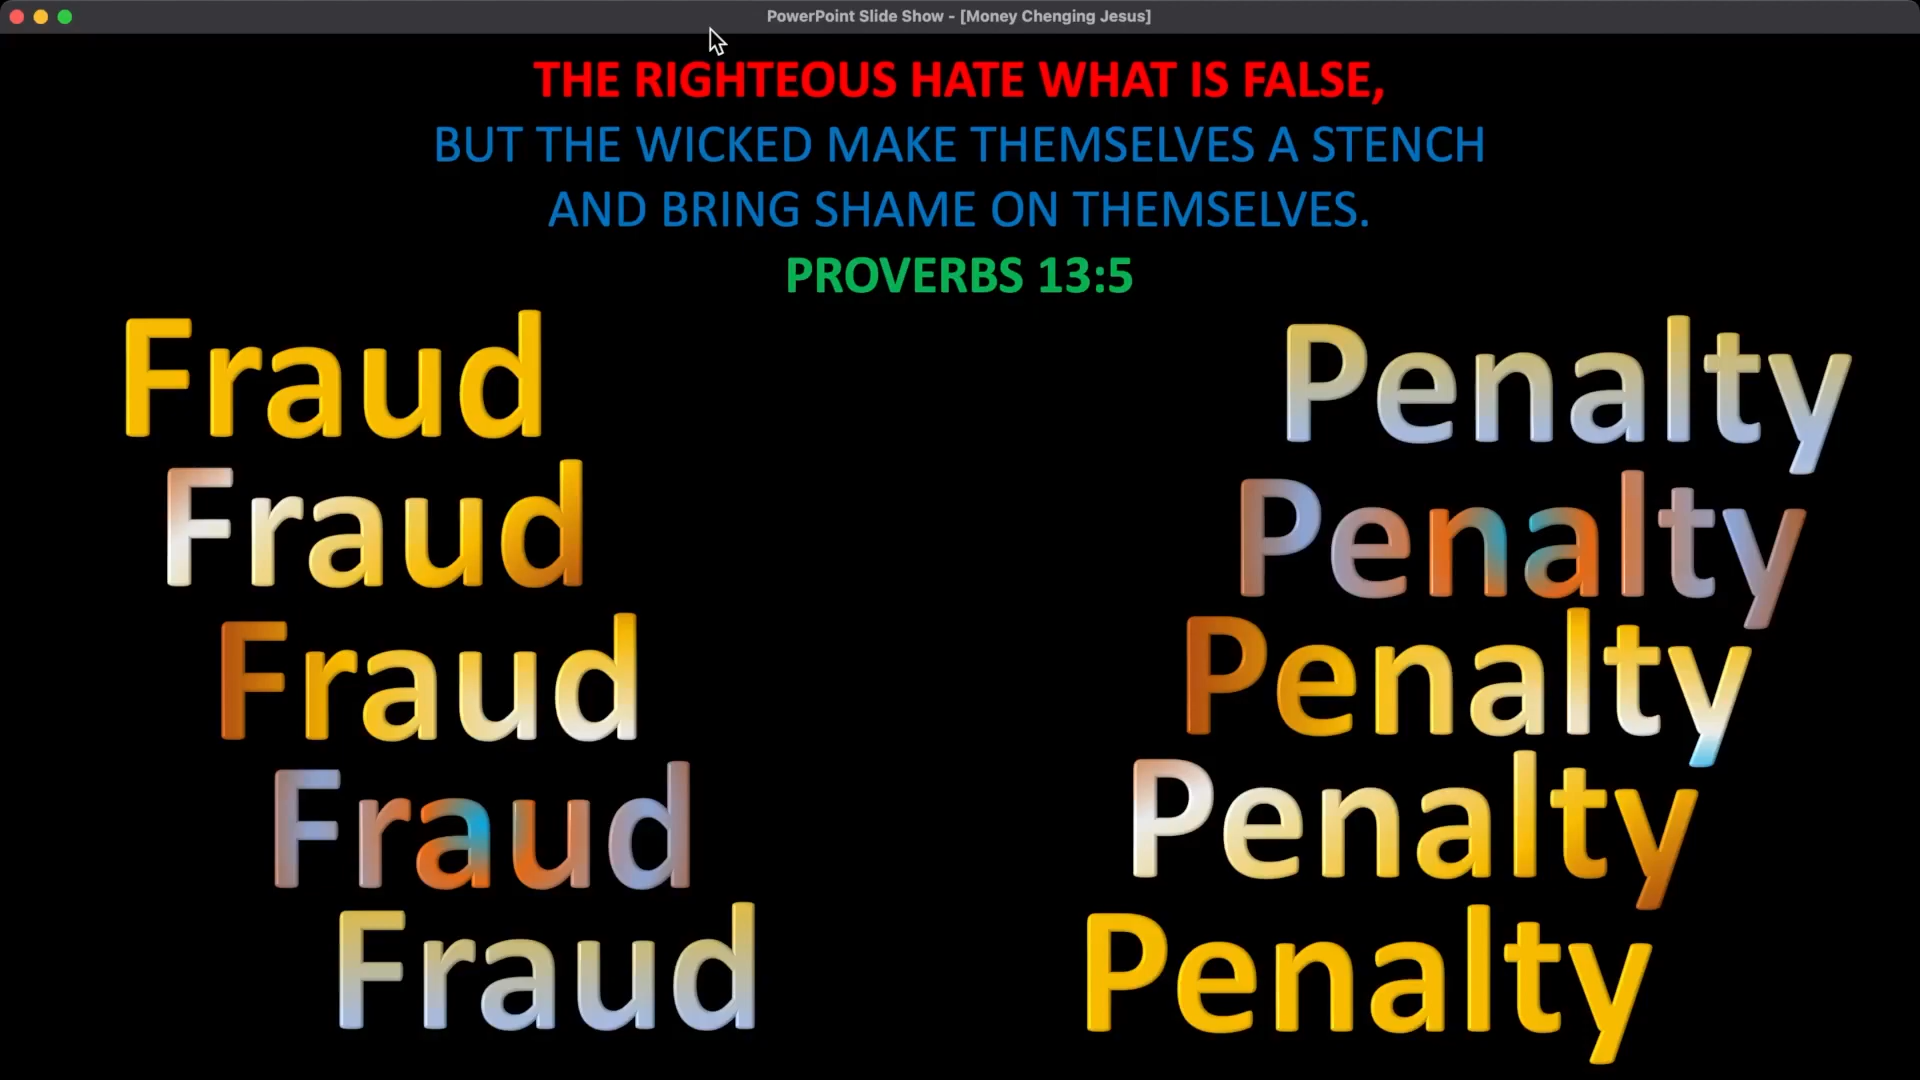 PowerPoint Slide Show - [Money Chenging Jesus]
THE RIGHTEOUS HATE WHAT IS FALSE,
BUT THE WICKED MAKE THEMSELVES A STENCH
AND BRING SHAME ON THEMSELVES.
PROVERBS 13:5
Fraud
Fraud
Fraud
Fraud
Fraud
Penalty
Penalty
Penalty
Penalty
Penalty